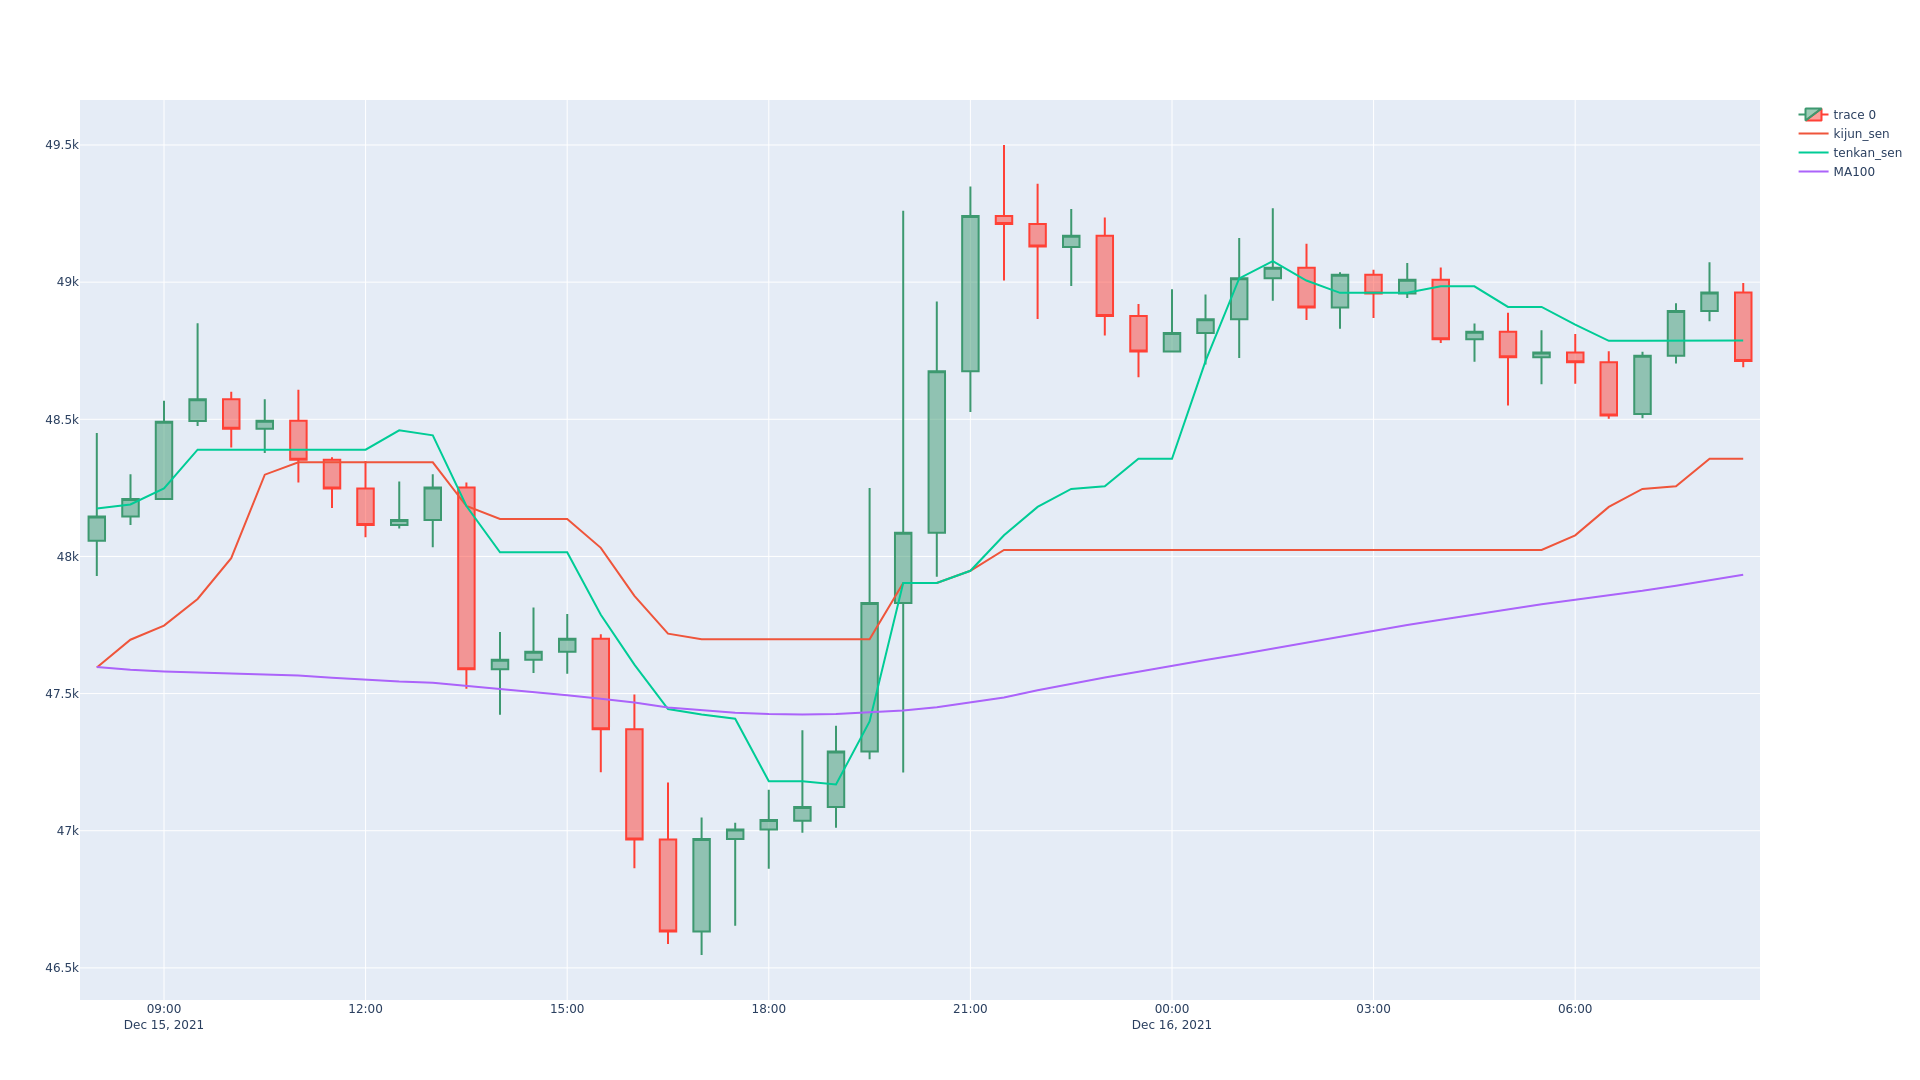 49.5k
49k
48.5k
48k
47.5k
47k
46.5k
09:00 12:00 15:00 18:00 21:00 00:00 03:00 06:00
Dec 15, 2021 Dec 16, 2021
trace 0
kijun_sen
tenkan_sen
MA100